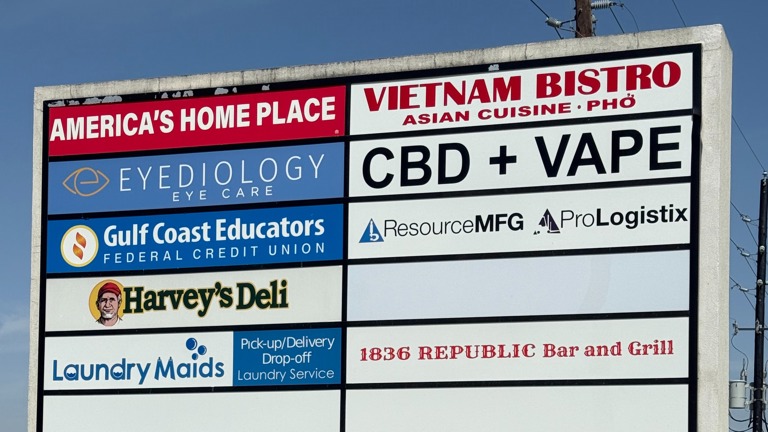 AMERICA'S HOME PLACE
EYEDIOLOGY
EYE CARE
Gulf Coast Educators
FEDERAL CREDIT UNION
Harvey's Deli
Laundry Maids
Pick-up/Delivery
Drop-off
Laundry Service
VIETNAM BISTRO
ASIAN CUISINE · PHỞ
CBD + VAPE
ResourceMFG ProLogistix
1836 REPUBLIC Bar and Grill